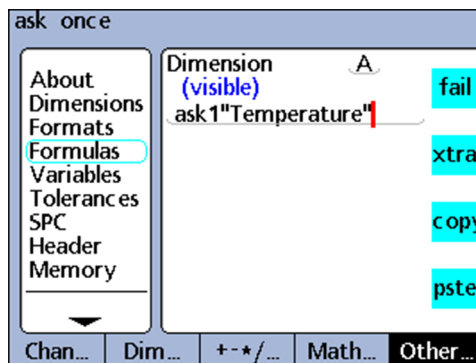 ask once
About
Dimensions
Formats
Formulas
Variables
Tolerances
SPC
Header
Memory
Dimension A
(visible)
ask1"Temperature"
fail
xtra
copy
pste
Chan... Dim... +-*/... Math... Other...